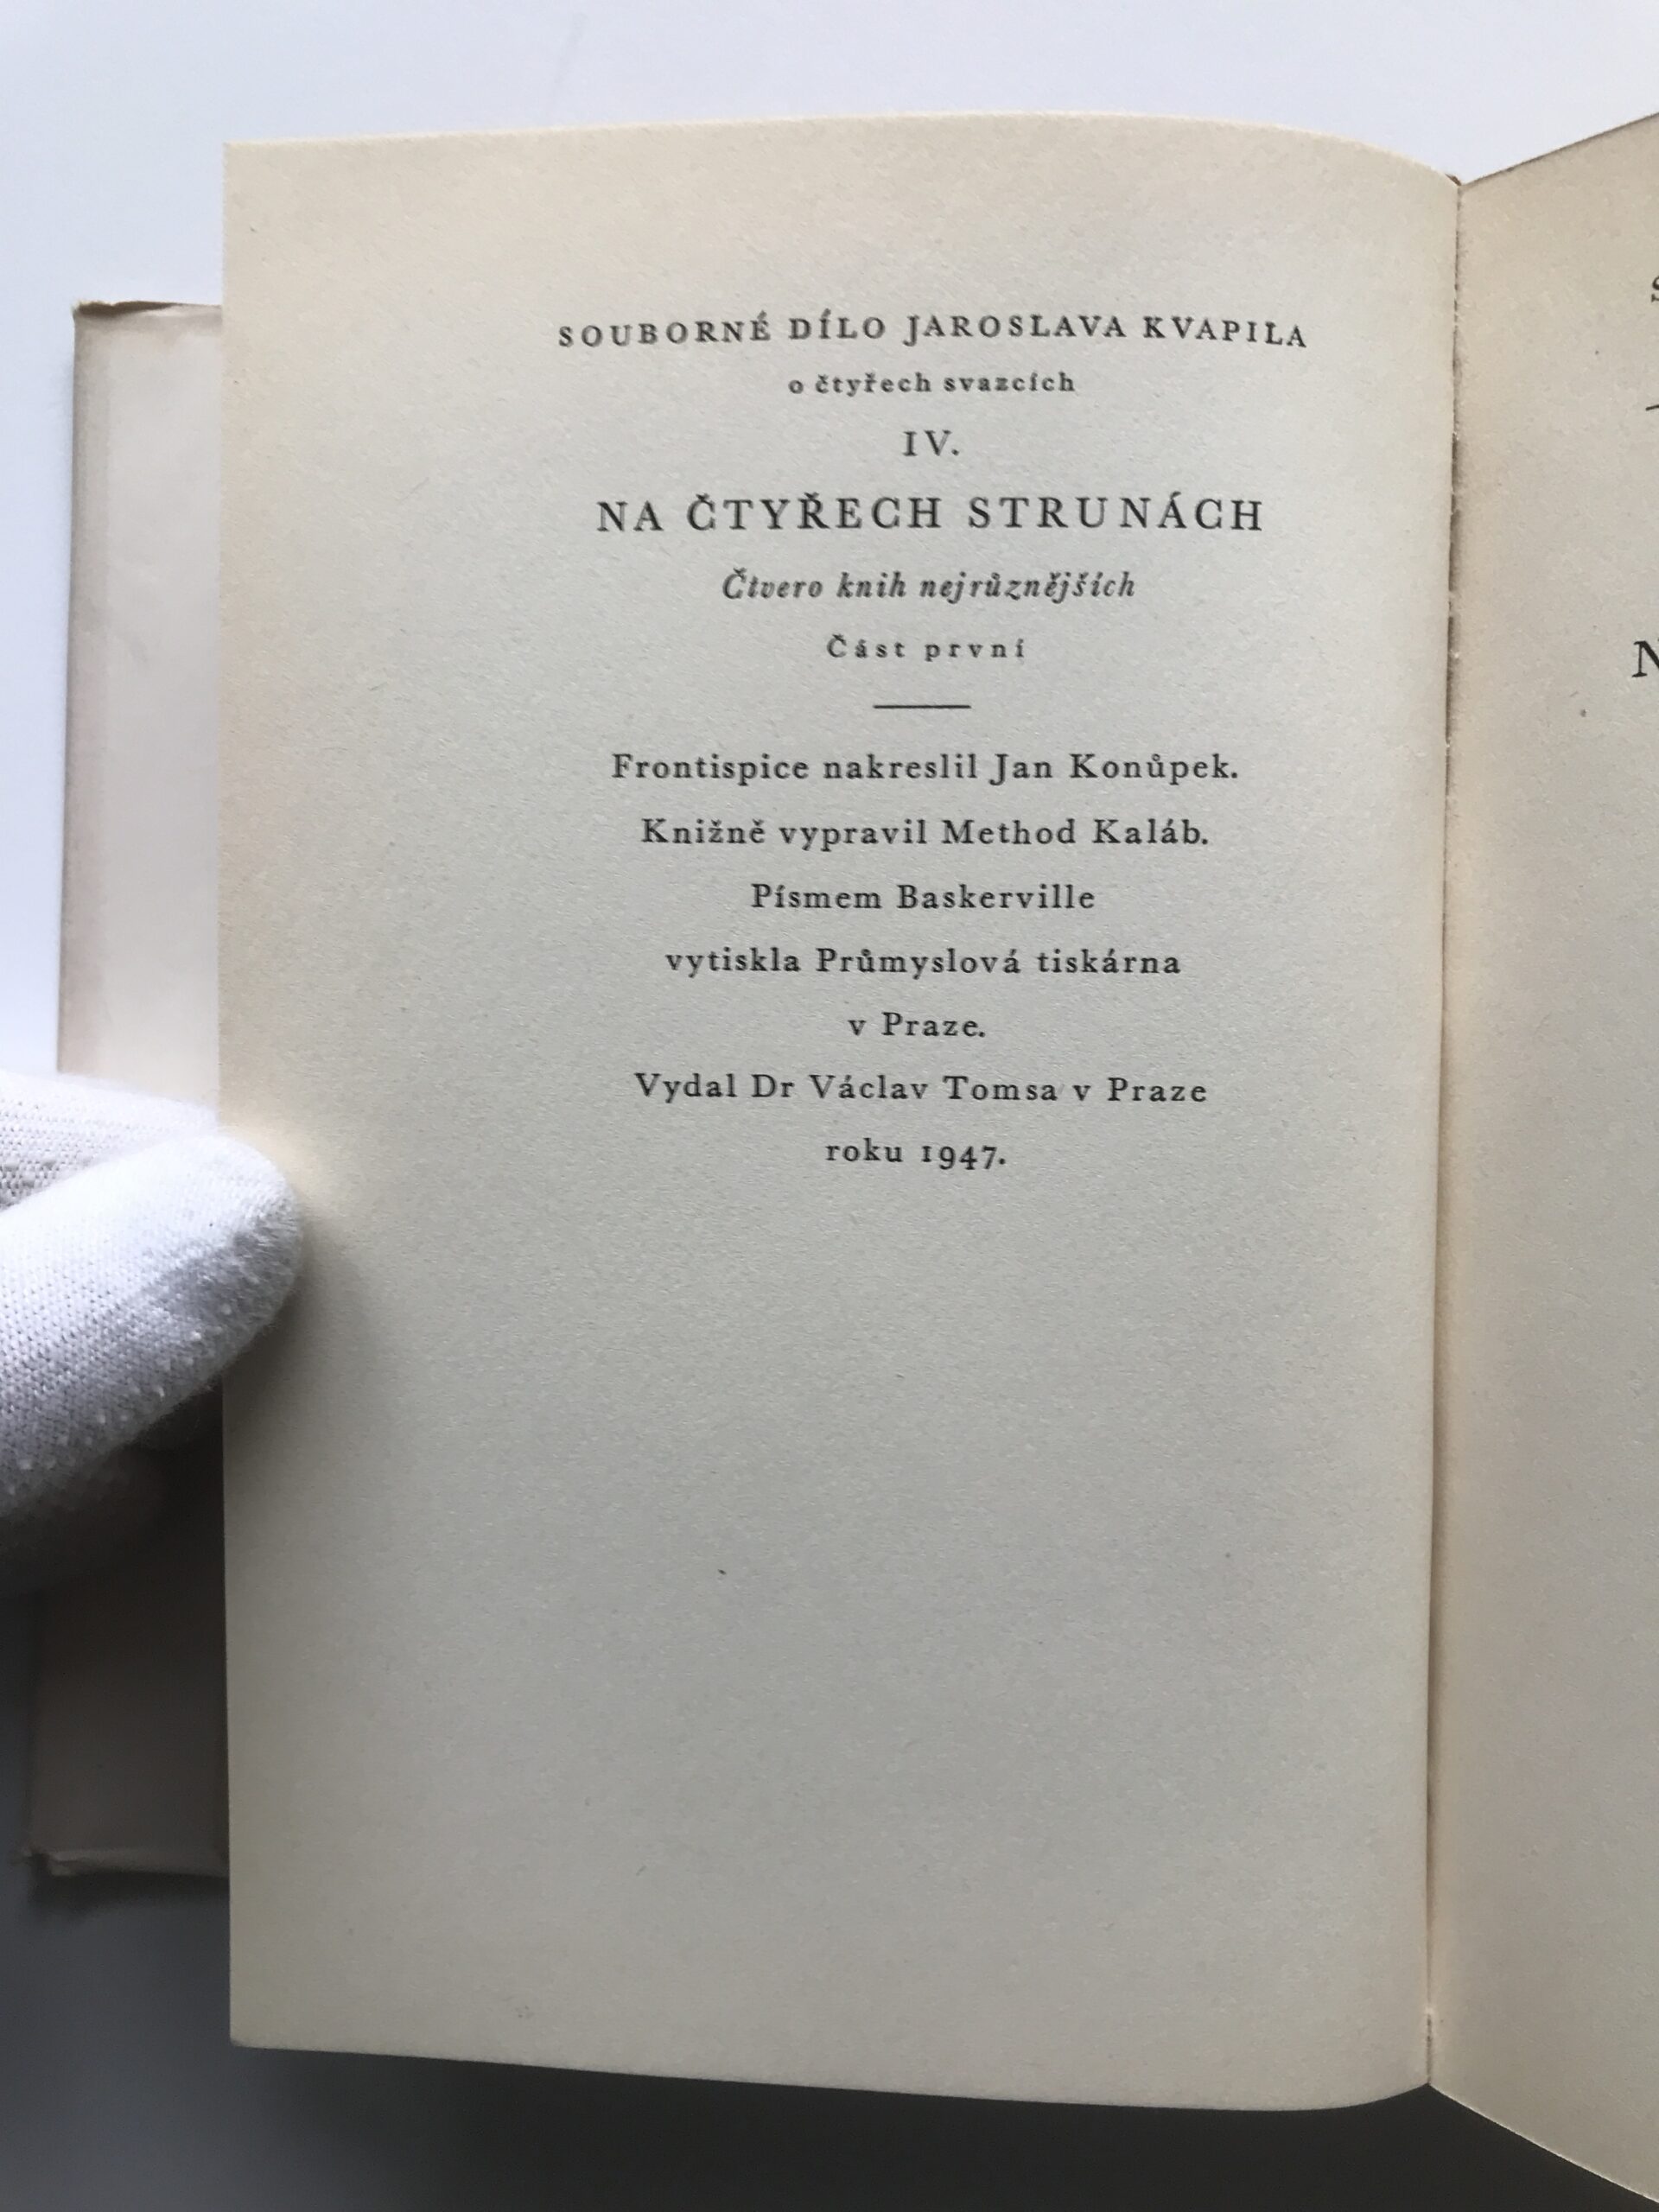 SOUBORNÉ DÍLO JAROSLAVA KVAPILA
o čtyřech svazcích
IV.
NA ČTYŘECH STRUNÁCH
Čtvero knih nejrůznějších
Část první
Frontispice nakreslil Jan Konůpek.
Knižně vypravil Method Kaláb.
Písmem Baskerville
vytiskla Průmyslová tiskárna
v Praze.
Vydal Dr Václav Tomsa v Praze
roku 1947.